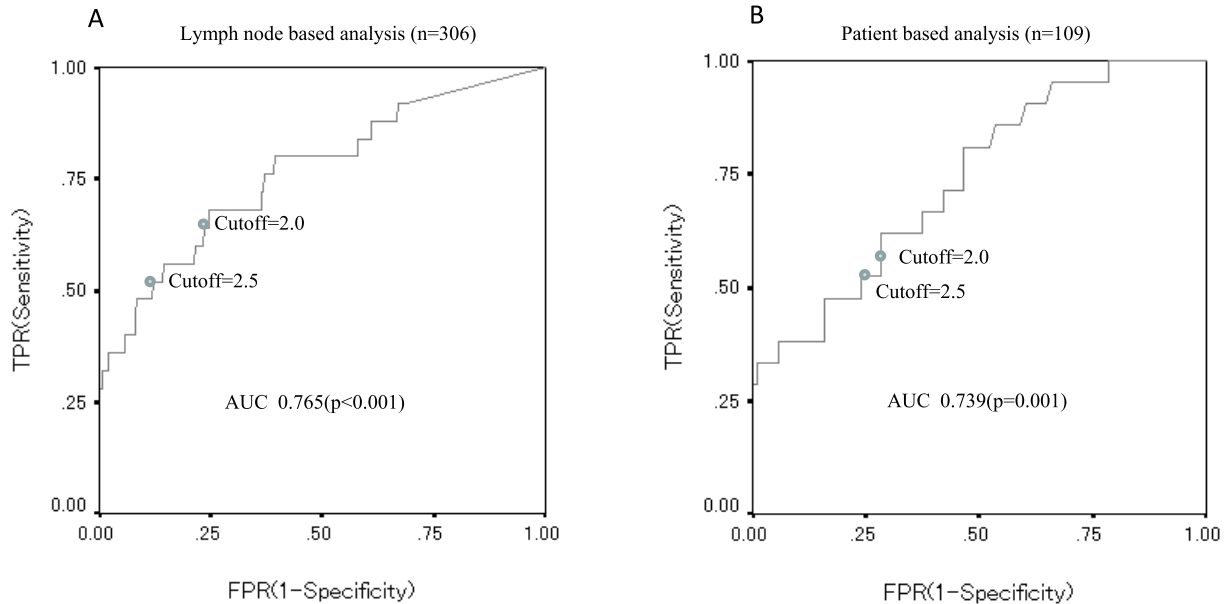 A
Lymph node based analysis (n=306)
1.00
.75
.50
.25
0.00
0.00 .25 .50 .75 1.00
TPR(Sensitivity)
FPR(1-Specificity)
Cutoff=2.0
Cutoff=2.5
AUC 0.765(p<0.001)
B
Patient based analysis (n=109)
1.00
.75
.50
.25
0.00
0.00 .25 .50 .75 1.00
TPR(Sensitivity)
FPR(1-Specificity)
Cutoff=2.0
Cutoff=2.5
AUC 0.739(p=0.001)